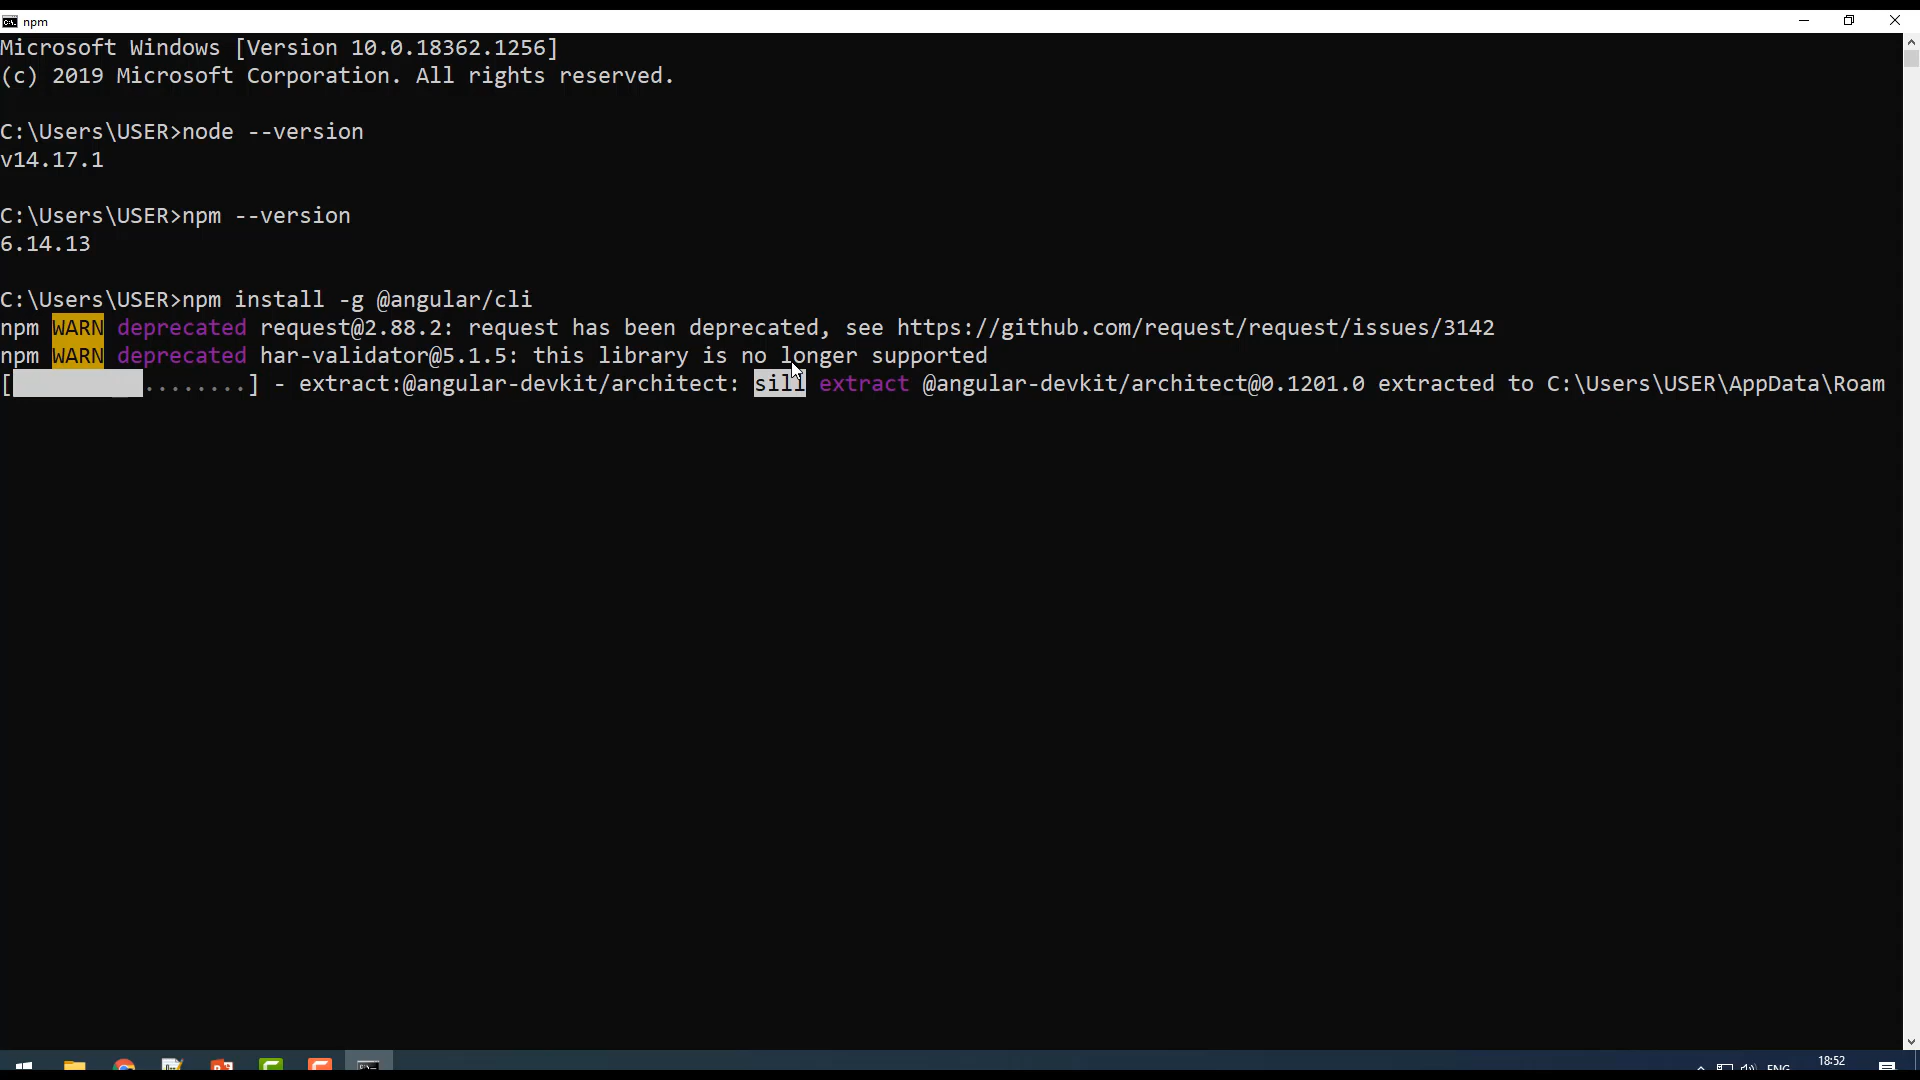 npm
Microsoft Windows [Version 10.0.18362.1256]
(c) 2019 Microsoft Corporation. All rights reserved.
C:\Users\USER>node --version
v14.17.1
C:\Users\USER>npm --version
6.14.13
C:\Users\USER>npm install -g @angular/cli
npm WARN deprecated request@2.88.2: request has been deprecated, see https://github.com/request/request/issues/3142
npm WARN deprecated har-validator@5.1.5: this library is no longer supported
[ ........] - extract:@angular-devkit/architect: sill extract @angular-devkit/architect@0.1201.0 extracted to C:\Users\USER\AppData\Roam
ENG
18:52